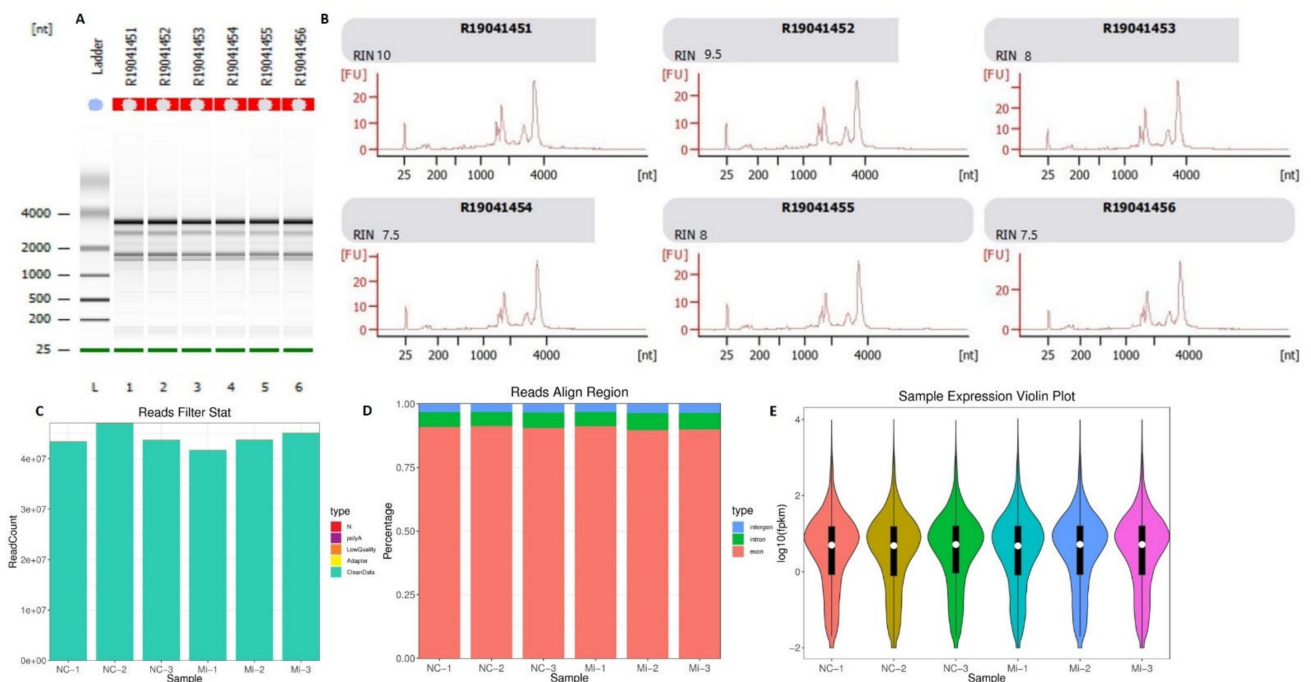 A
[nt]
Ladder
R19041451
R19041452
R19041453
R19041454
R19041455
R19041456
4000
2000
1000
500
200
25
L 1 2 3 4 5 6
B
R19041451
RIN 10
[FU]
20
10
0
25 200 1000 4000 [nt]
R19041452
RIN 9.5
[FU]
20
10
0
25 200 1000 4000 [nt]
R19041453
RIN 8
[FU]
20
10
0
25 200 1000 4000 [nt]
R19041454
RIN 7.5
[FU]
20
10
0
25 200 1000 4000 [nt]
R19041455
RIN 8
[FU]
20
10
0
25 200 1000 4000 [nt]
R19041456
RIN 7.5
[FU]
20
0
25 200 1000 4000 [nt]
C
Reads Filter Stat
ReadCount
4e+07
3e+07
2e+07
1e+07
0e+00
NC-1 NC-2 NC-3 Mi-1 Mi-2 Mi-3
Sample
type
N
polyA
LowQuality
Adapter
CleanData
D
Reads Align Region
Percentage
1.00
0.75
0.50
0.25
0.00
NC-1 NC-2 NC-3 Mi-1 Mi-2 Mi-3
Sample
type
intergen
intron
exon
E
Sample Expression Violin Plot
log10(fpkm)
4
2
0
-2
NC-1 NC-2 NC-3 Mi-1 Mi-2 Mi-3
Sample